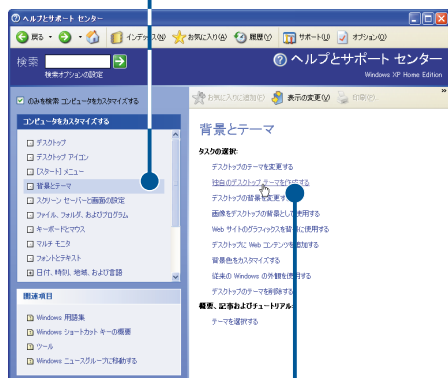 ヘルプとサポート センター
戻る
インデックス(N)
お気に入り(A)
履歴(Y)
サポート(U)
オプション(O)
検索
検索オプションの設定
ヘルプとサポート センター
Windows XP Home Edition
のみを検索 コンピュータをカスタマイズする
お気に入りに追加(F)
表示の変更(V)
印刷(P)...
コンピュータをカスタマイズする
デスクトップ
デスクトップ アイコン
[スタート] メニュー
背景とテーマ
スクリーン セーバーと画面の設定
ファイル、フォルダ、およびプログラム
キーボードとマウス
マルチ モニタ
フォントとテキスト
日付、時刻、地域、および言語
関連項目
Windows 用語集
Windows ショートカット キーの概要
ツール
Windows ニュースグループに移動する
背景とテーマ
タスクの選択:
デスクトップのテーマを変更する
独自のデスクトップ テーマを作成する
デスクトップの背景を変更する
画像をデスクトップの背景として使用する
Web サイトのグラフィックスを背景に使用する
デスクトップに Web コンテンツを追加する
背景色をカスタマイズする
従来の Windows の外観を使用する
デスクトップのテーマを削除する
概要、記事およびチュートリアル:
テーマを選択する